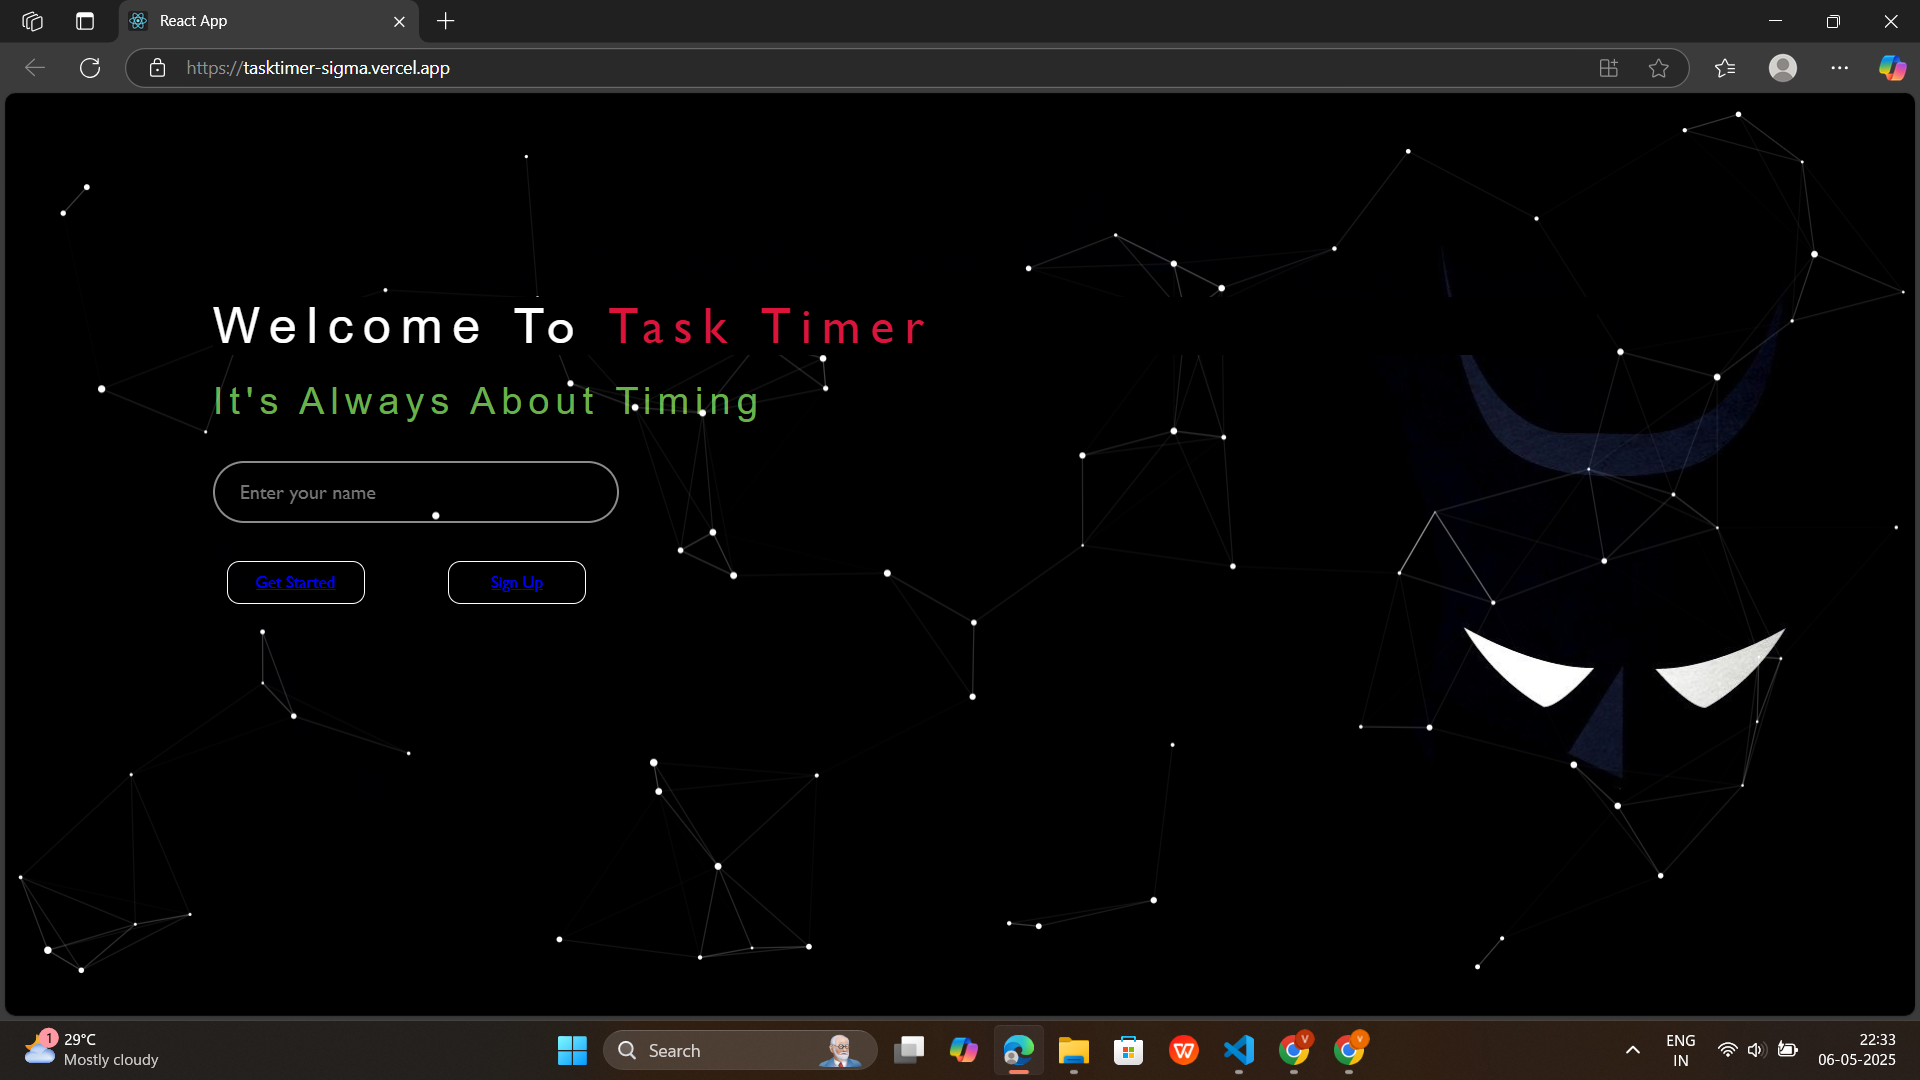 React App
https://tasktimer-sigma.vercel.app
Welcome To Task Timer
It's Always About Timing
Enter your name
Get Started
Sign Up
1
29°C
Mostly cloudy
Search
W
V
v
ENG
IN
22:33
06-05-2025